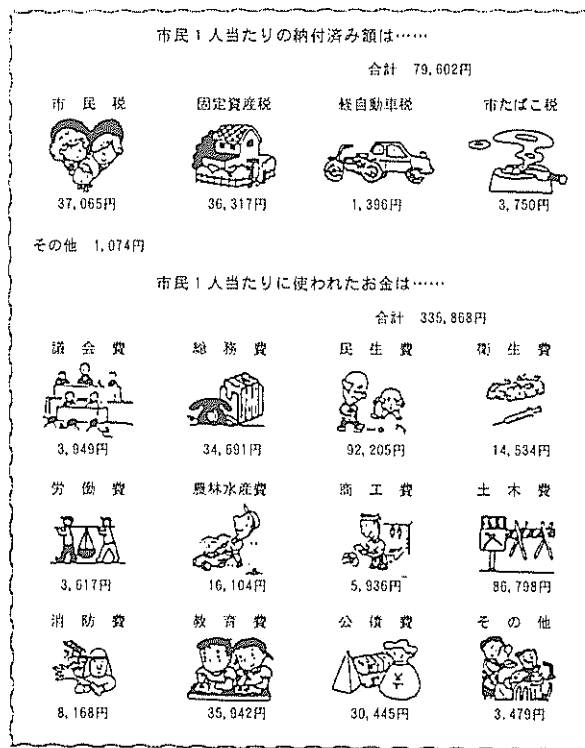 市民1人当たりの納付済み額は……
合計 79,602円
市民税 固定資産税 軽自動車税 市たばこ税
37,065円 36,317円 1,396円 3,750円
その他 1,074円
市民1人当たりに使われたお金は……
合計 335,868円
議会費 総務費 民生費 衛生費
3,949円 34,691円 92,205円 14,534円
労働費 農林水産費 商工費 土木費
3,617円 16,104円 5,936円 86,798円
消防費 教育費 公債費 その他
8,168円 35,942円 30,445円 3,479円